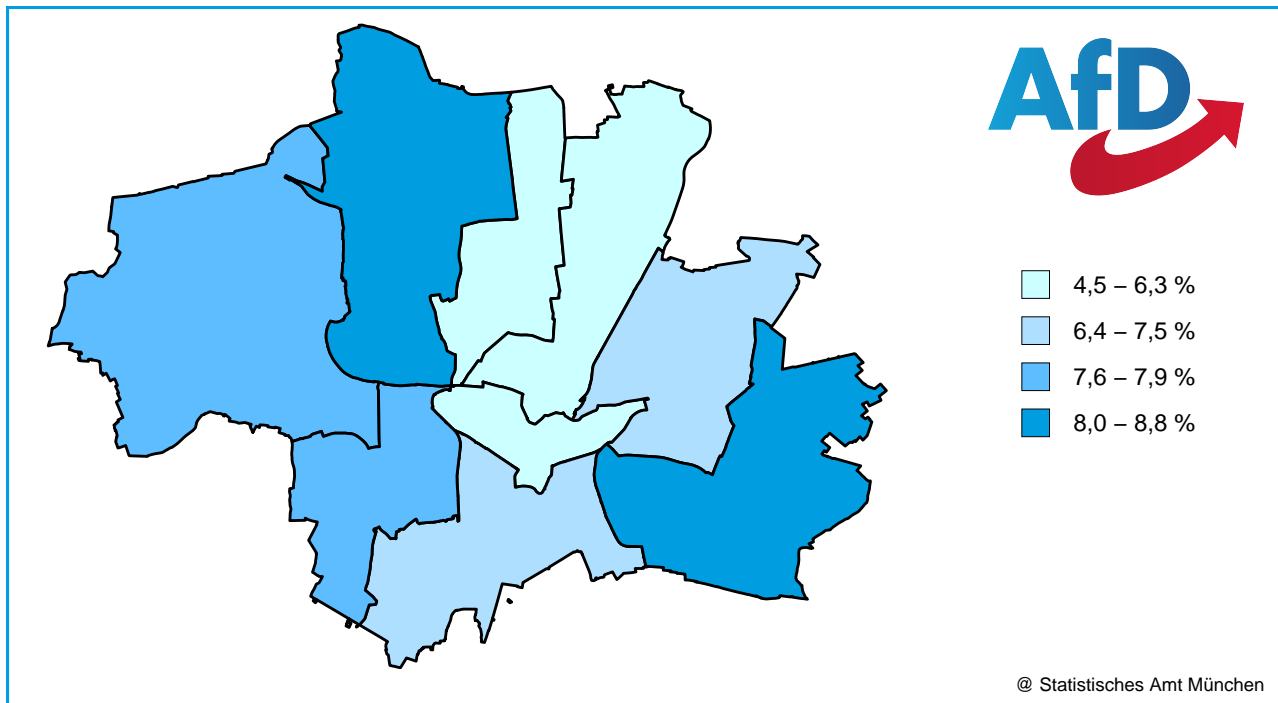 AfD
4,5 – 6,3 %
6,4 – 7,5 %
7,6 – 7,9 %
8,0 – 8,8 %
@ Statistisches Amt München